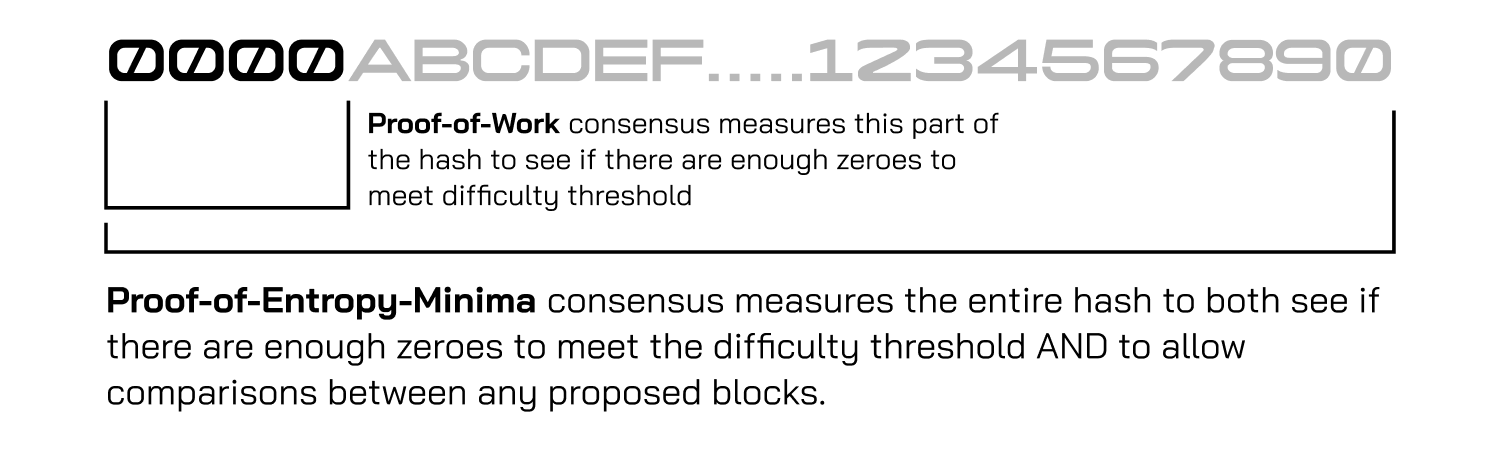 0000ABCDEF.....1234567890
Proof-of-Work consensus measures this part of
the hash to see if there are enough zeroes to
meet difficulty threshold
Proof-of-Entropy-Minima consensus measures the entire hash to both see if
there are enough zeroes to meet the difficulty threshold AND to allow
comparisons between any proposed blocks.